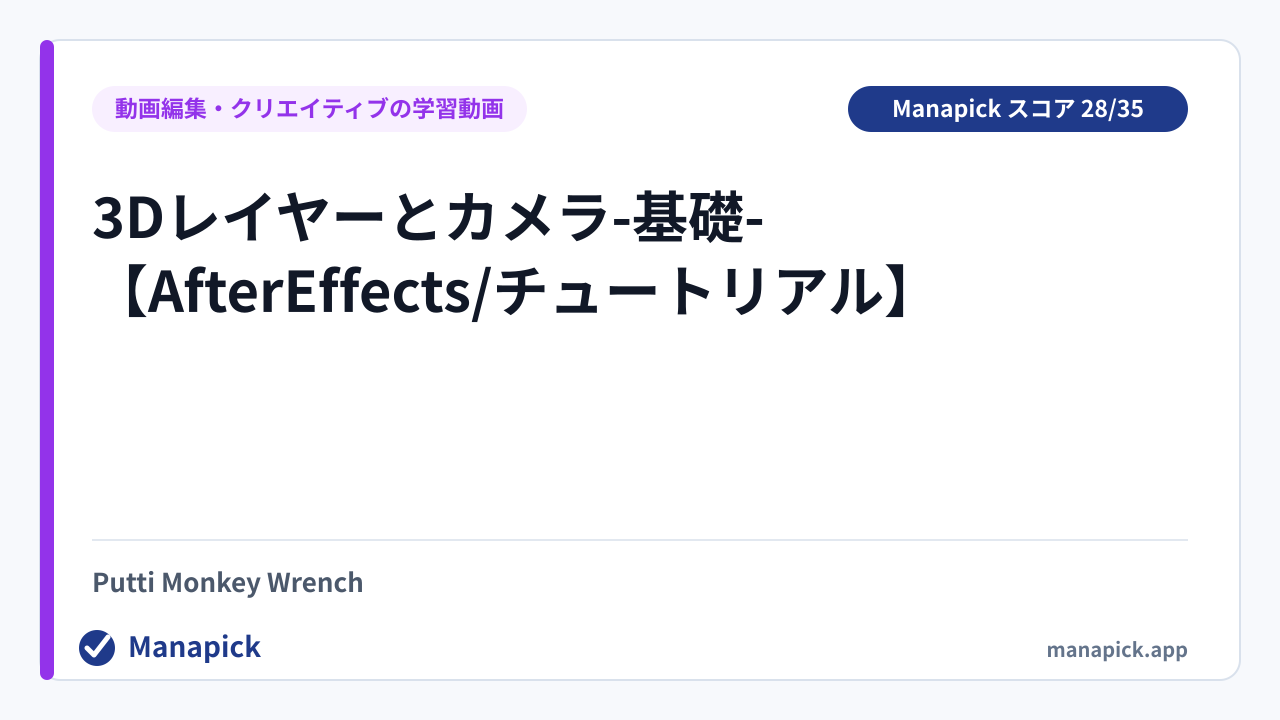 動画編集・クリエイティブの学習動画
Manapick スコア 28/35
3Dレイヤーとカメラ-基礎-
【AfterEffects/チュートリアル】
Putti Monkey Wrench
Manapick
manapick.app